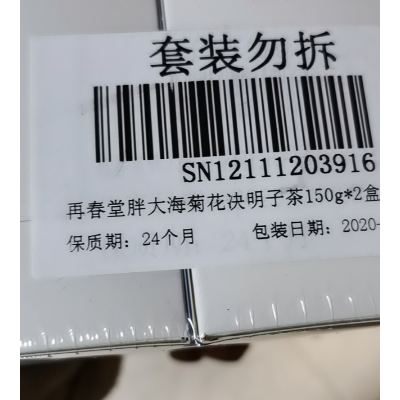 套装勿拆
SN12111203916
再春堂胖大海菊花决明子茶150g*2盒
保质期：24个月 包装日期：2020-